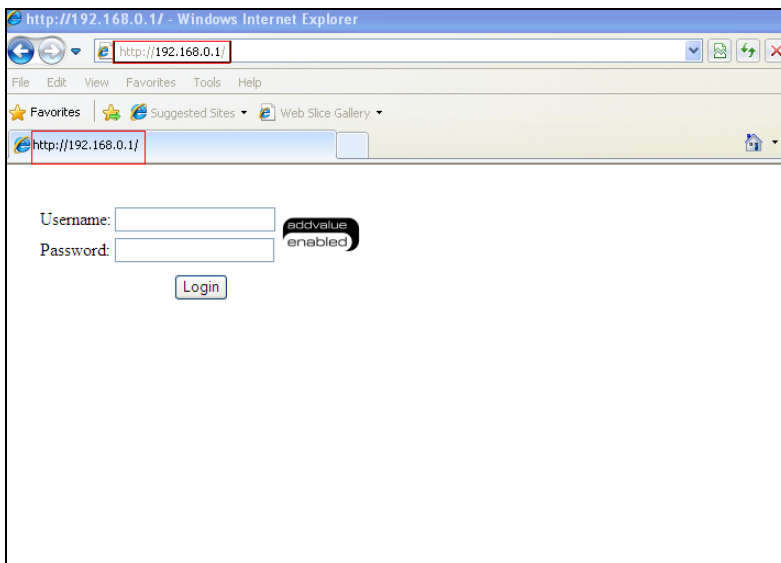 http://192.168.0.1/ - Windows Internet Explorer
http://192.168.0.1/
File Edit View Favorites Tools Help
Favorites Suggested Sites Web Slice Gallery
http://192.168.0.1/
Username:
addvalue
enabled
Password:
Login